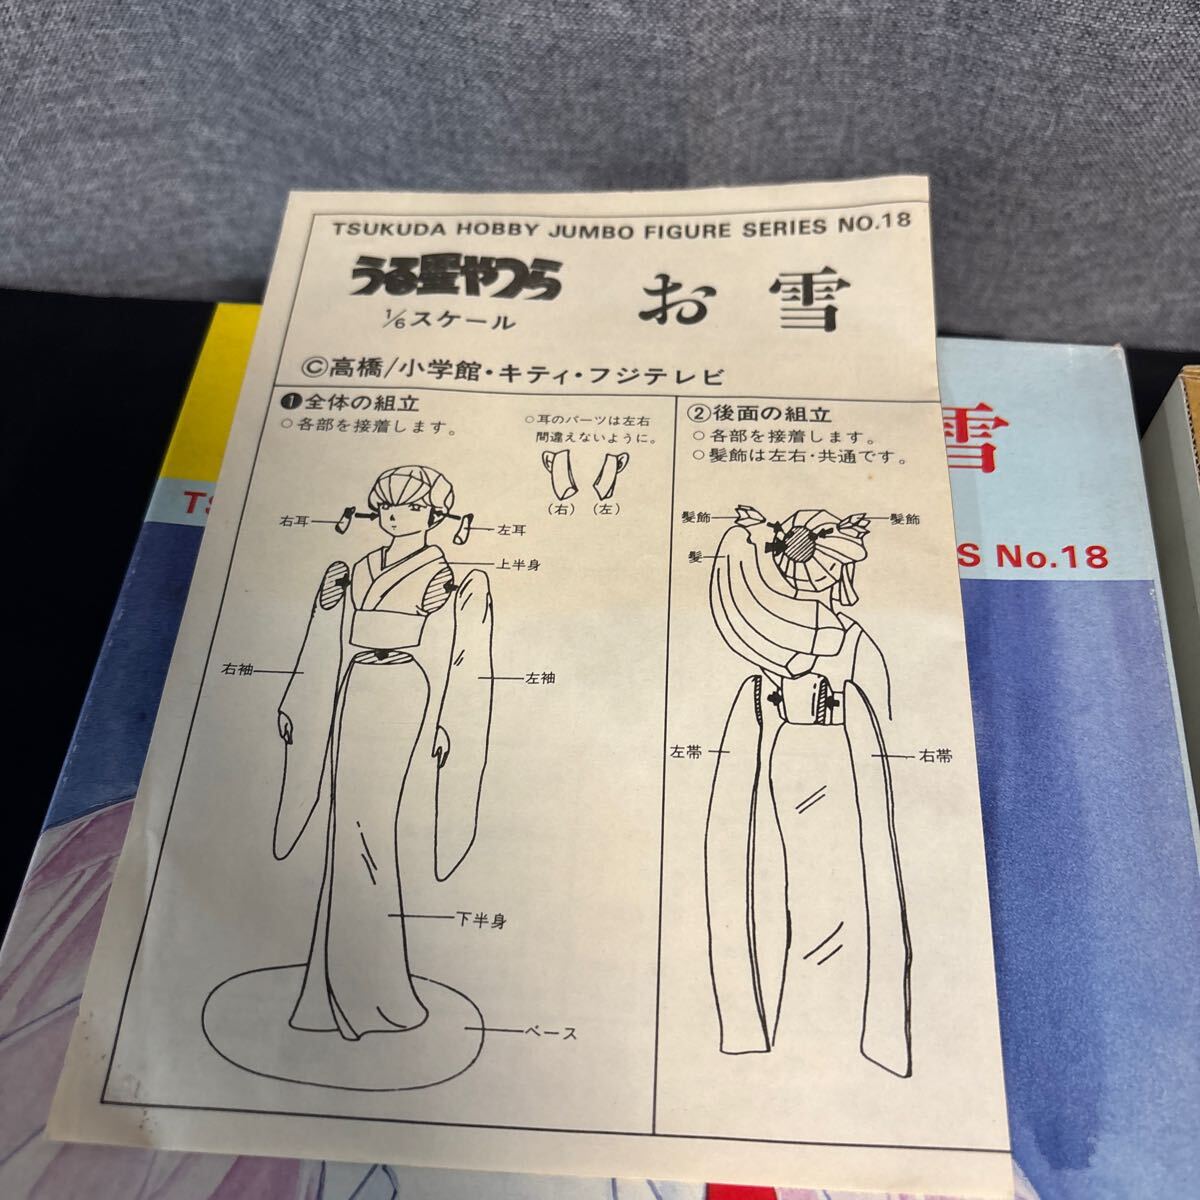 TSUKUDA HOBBY JUMBO FIGURE SERIES NO.18
うる星やつら
お雪
1/6スケール
©高橋/小学館・キティ・フジテレビ
❶全体の組立
○各部を接着します。
○耳のパーツは左右
間違えないように。
(右) (左)
右耳
左耳
上半身
右袖
左袖
下半身
ベース
②後面の組立
○各部を接着します。
○髪飾は左右・共通です。
髪飾
髪飾
髪
左帯
右帯
雪
TS
S No.18